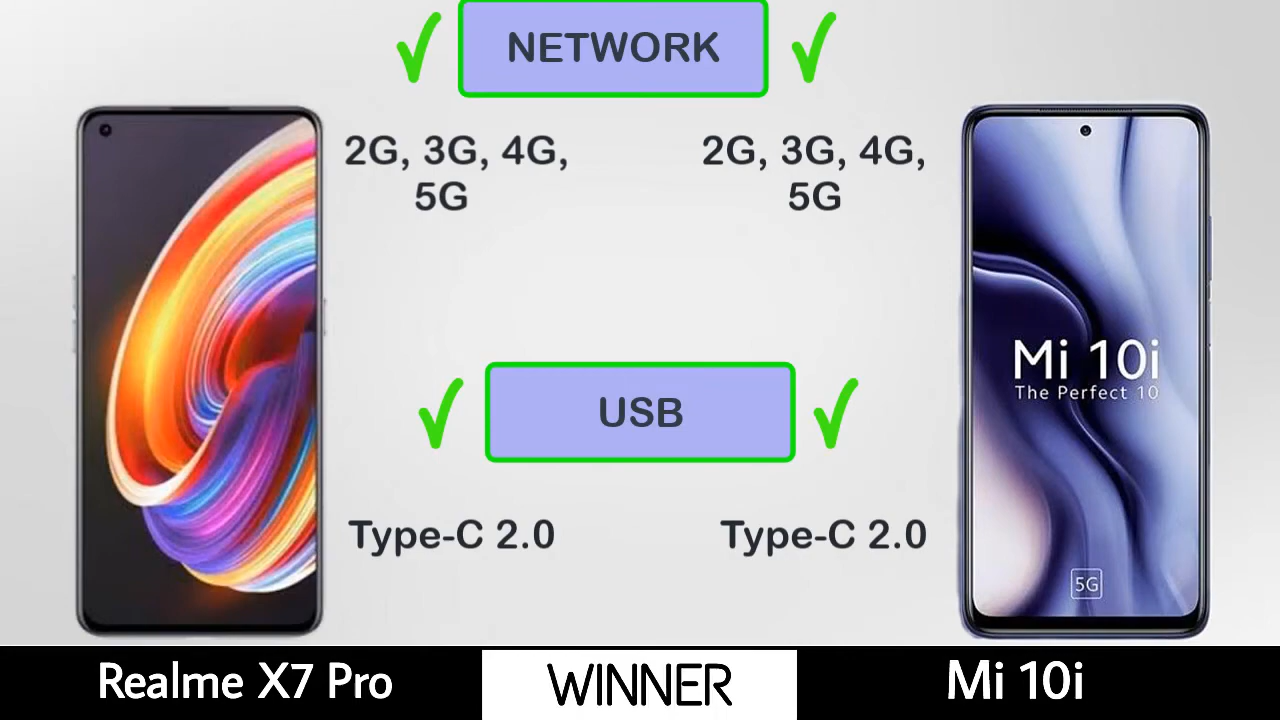 NETWORK
2G, 3G, 4G,
5G
2G, 3G, 4G,
5G
Mi 10i
The Perfect 10
USB
Type-C 2.0
Type-C 2.0
5G
Realme X7 Pro
WINNER
Mi 10i